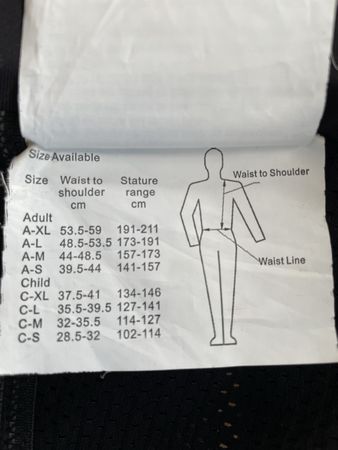 Size Available
Size Waist to shoulder cm Stature range cm
Adult
A-XL 53.5-59 191-211
A-L 48.5-53.5 173-191
A-M 44-48.5 157-173
A-S 39.5-44 141-157
Child
C-XL 37.5-41 134-146
C-L 35.5-39.5 127-141
C-M 32-35.5 114-127
C-S 28.5-32 102-114
Waist to Shoulder
Waist Line